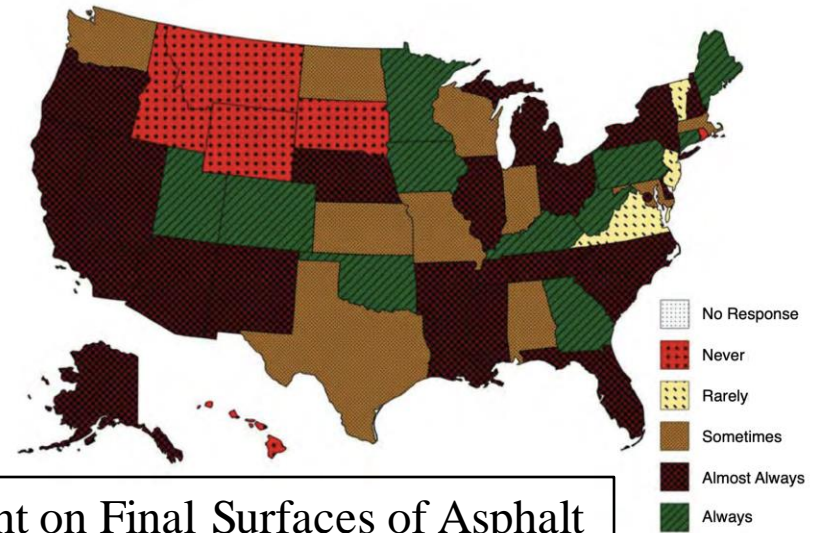 No Response
Never
Rarely
Sometimes
Almost Always
Always
nt on Final Surfaces of Asphalt